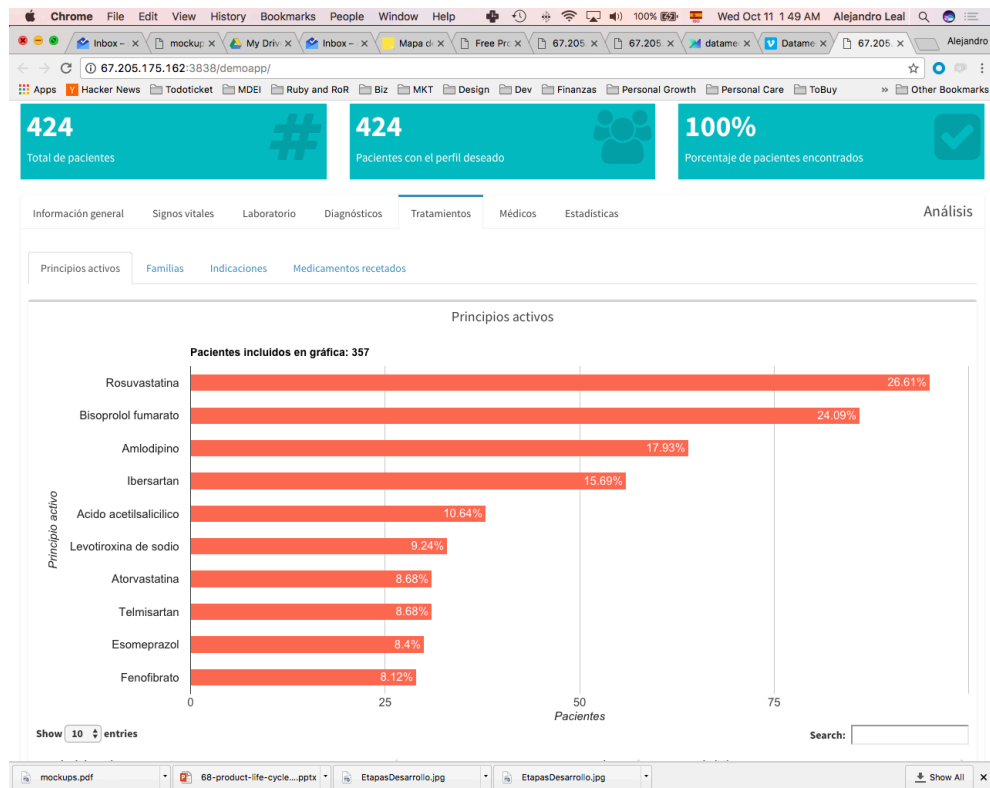 Chrome File Edit View History Bookmarks People Window Help 100% Wed Oct 11 1 49 AM Alejandro Leal
Inbox – mockup My Driv Inbox – Mapa de Free Pro 67.205 67.205 datame Datame 67.205. Alejandro
67.205.175.162:3838/demoapp/
Apps Hacker News Todoticket MDEI Ruby and RoR Biz MKT Design Dev Finanzas Personal Growth Personal Care ToBuy » Other Bookmarks
424 # 424 100%
Total de pacientes Pacientes con el perfil deseado Porcentaje de pacientes encontrados
Información general Signos vitales Laboratorio Diagnósticos Tratamientos Médicos Estadísticas Análisis
Principios activos Familias Indicaciones Medicamentos recetados
Principios activos
Pacientes incluidos en gráfica: 357
Principio activo
Rosuvastatina 26.61%
Bisoprolol fumarato 24.09%
Amlodipino 17.93%
Ibersartan 15.69%
Acido acetilsalicilico 10.64%
Levotiroxina de sodio 9.24%
Atorvastatina 8.68%
Telmisartan 8.68%
Esomeprazol 8.4%
Fenofibrato 8.12%
0 25 50 75
Pacientes
Show 10 entries Search:
mockups.pdf 68-product-life-cycle....pptx EtapasDesarrollo.jpg EtapasDesarrollo.jpg Show All